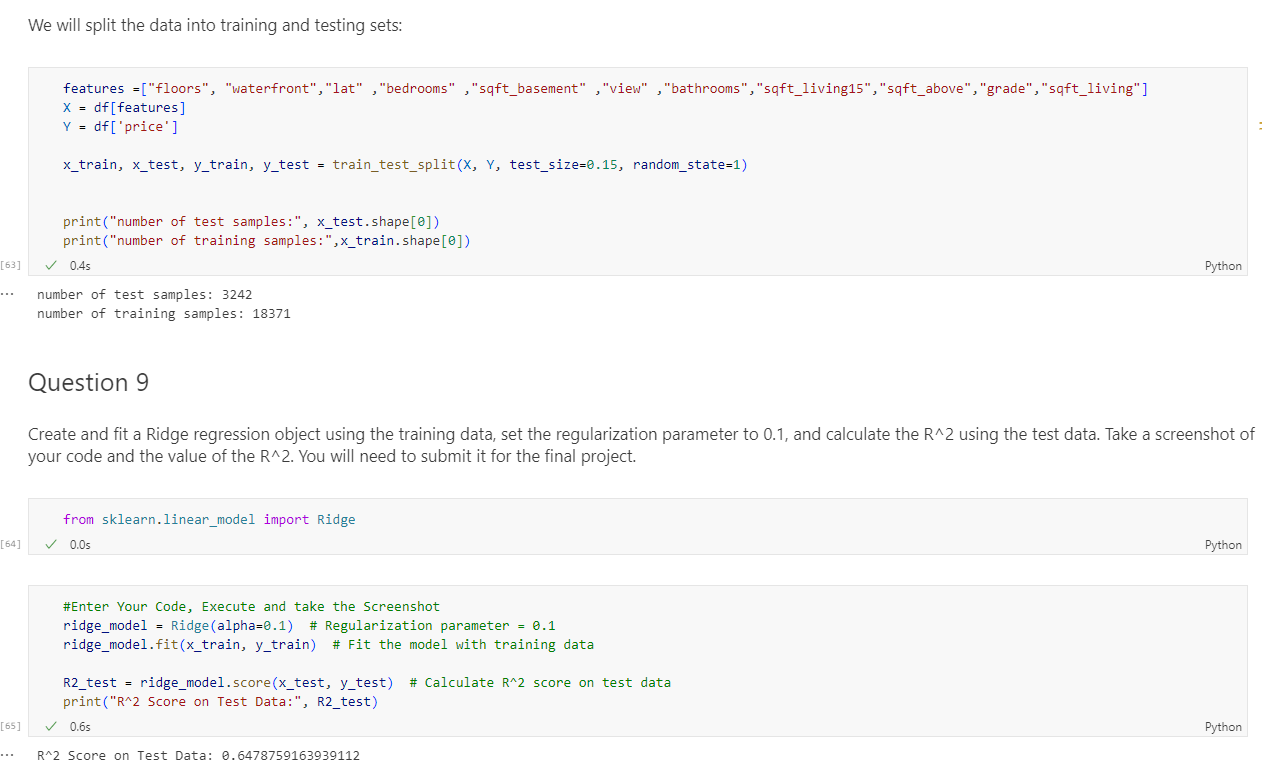 We will split the data into training and testing sets:
features =["floors", "waterfront","lat" ,"bedrooms" ,"sqft_basement" ,"view" ,"bathrooms","sqft_living15","sqft_above","grade","sqft_living"]
X = df[features]
Y = df['price']
x_train, x_test, y_train, y_test = train_test_split(X, Y, test_size=0.15, random_state=1)
print("number of test samples:", x_test.shape[0])
print("number of training samples:",x_train.shape[0])
[63] ✓ 0.4s Python
... number of test samples: 3242
number of training samples: 18371
Question 9
Create and fit a Ridge regression object using the training data, set the regularization parameter to 0.1, and calculate the R^2 using the test data. Take a screenshot of
your code and the value of the R^2. You will need to submit it for the final project.
from sklearn.linear_model import Ridge
[64] ✓ 0.0s Python
#Enter Your Code, Execute and take the Screenshot
ridge_model = Ridge(alpha=0.1)  # Regularization parameter = 0.1
ridge_model.fit(x_train, y_train)  # Fit the model with training data
R2_test = ridge_model.score(x_test, y_test)  # Calculate R^2 score on test data
print("R^2 Score on Test Data:", R2_test)
[65] ✓ 0.6s Python
... R^2 Score on Test Data: 0.6478759163939112